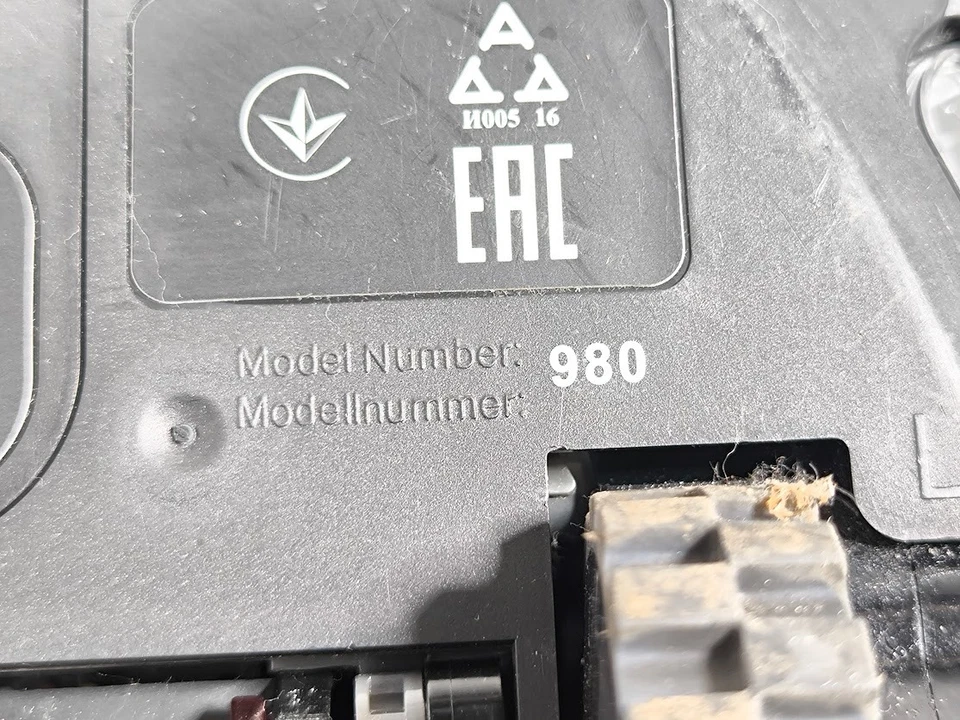 И005 16
EAC
Model Number: 980
Modellnummer: